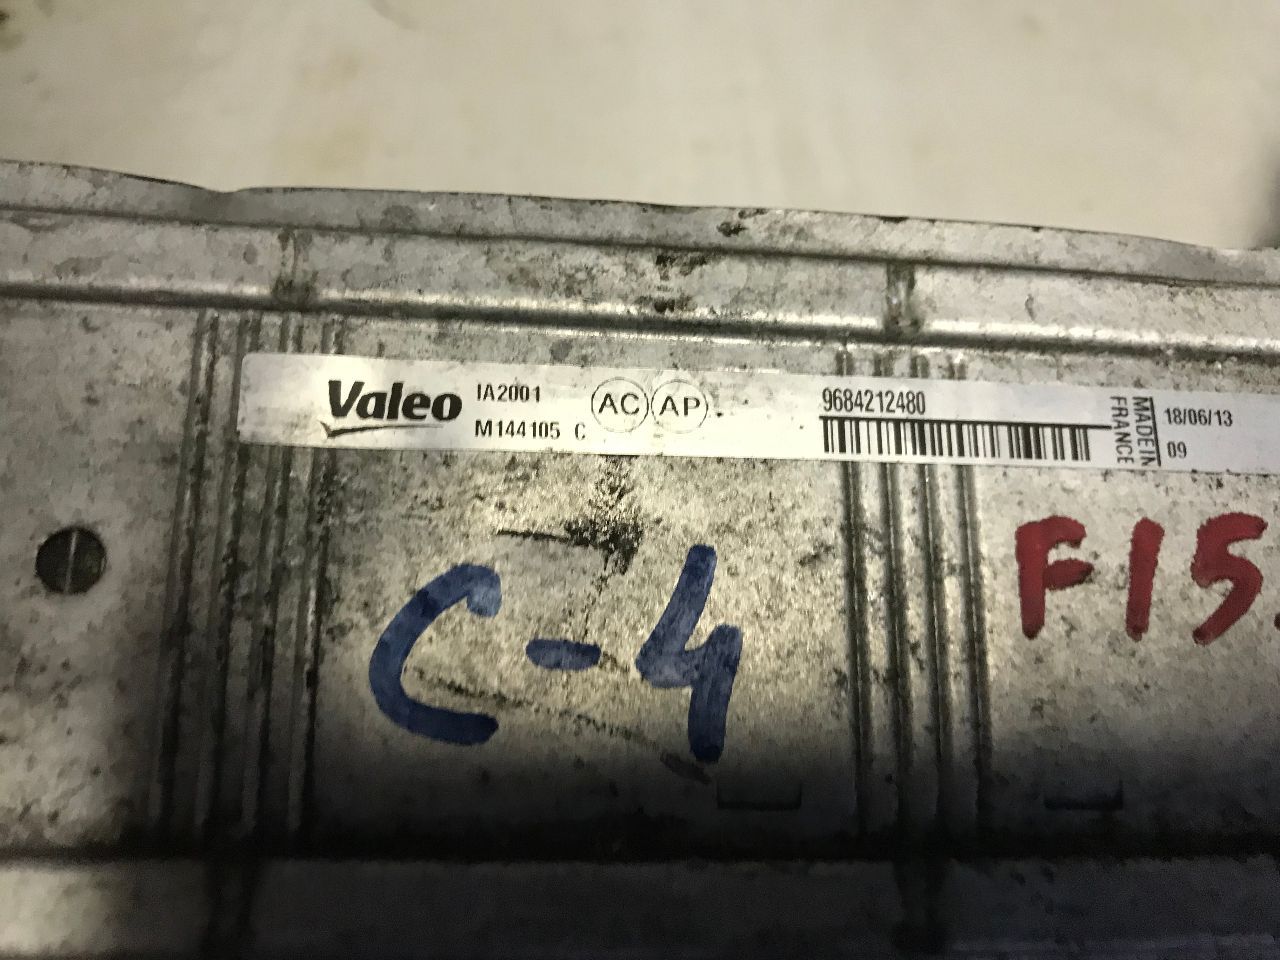 Valeo
IA2001
M144105 C
AC AP .
9684212480
MADE IN
FRANCE
18/06/13
09
C-4
F15.